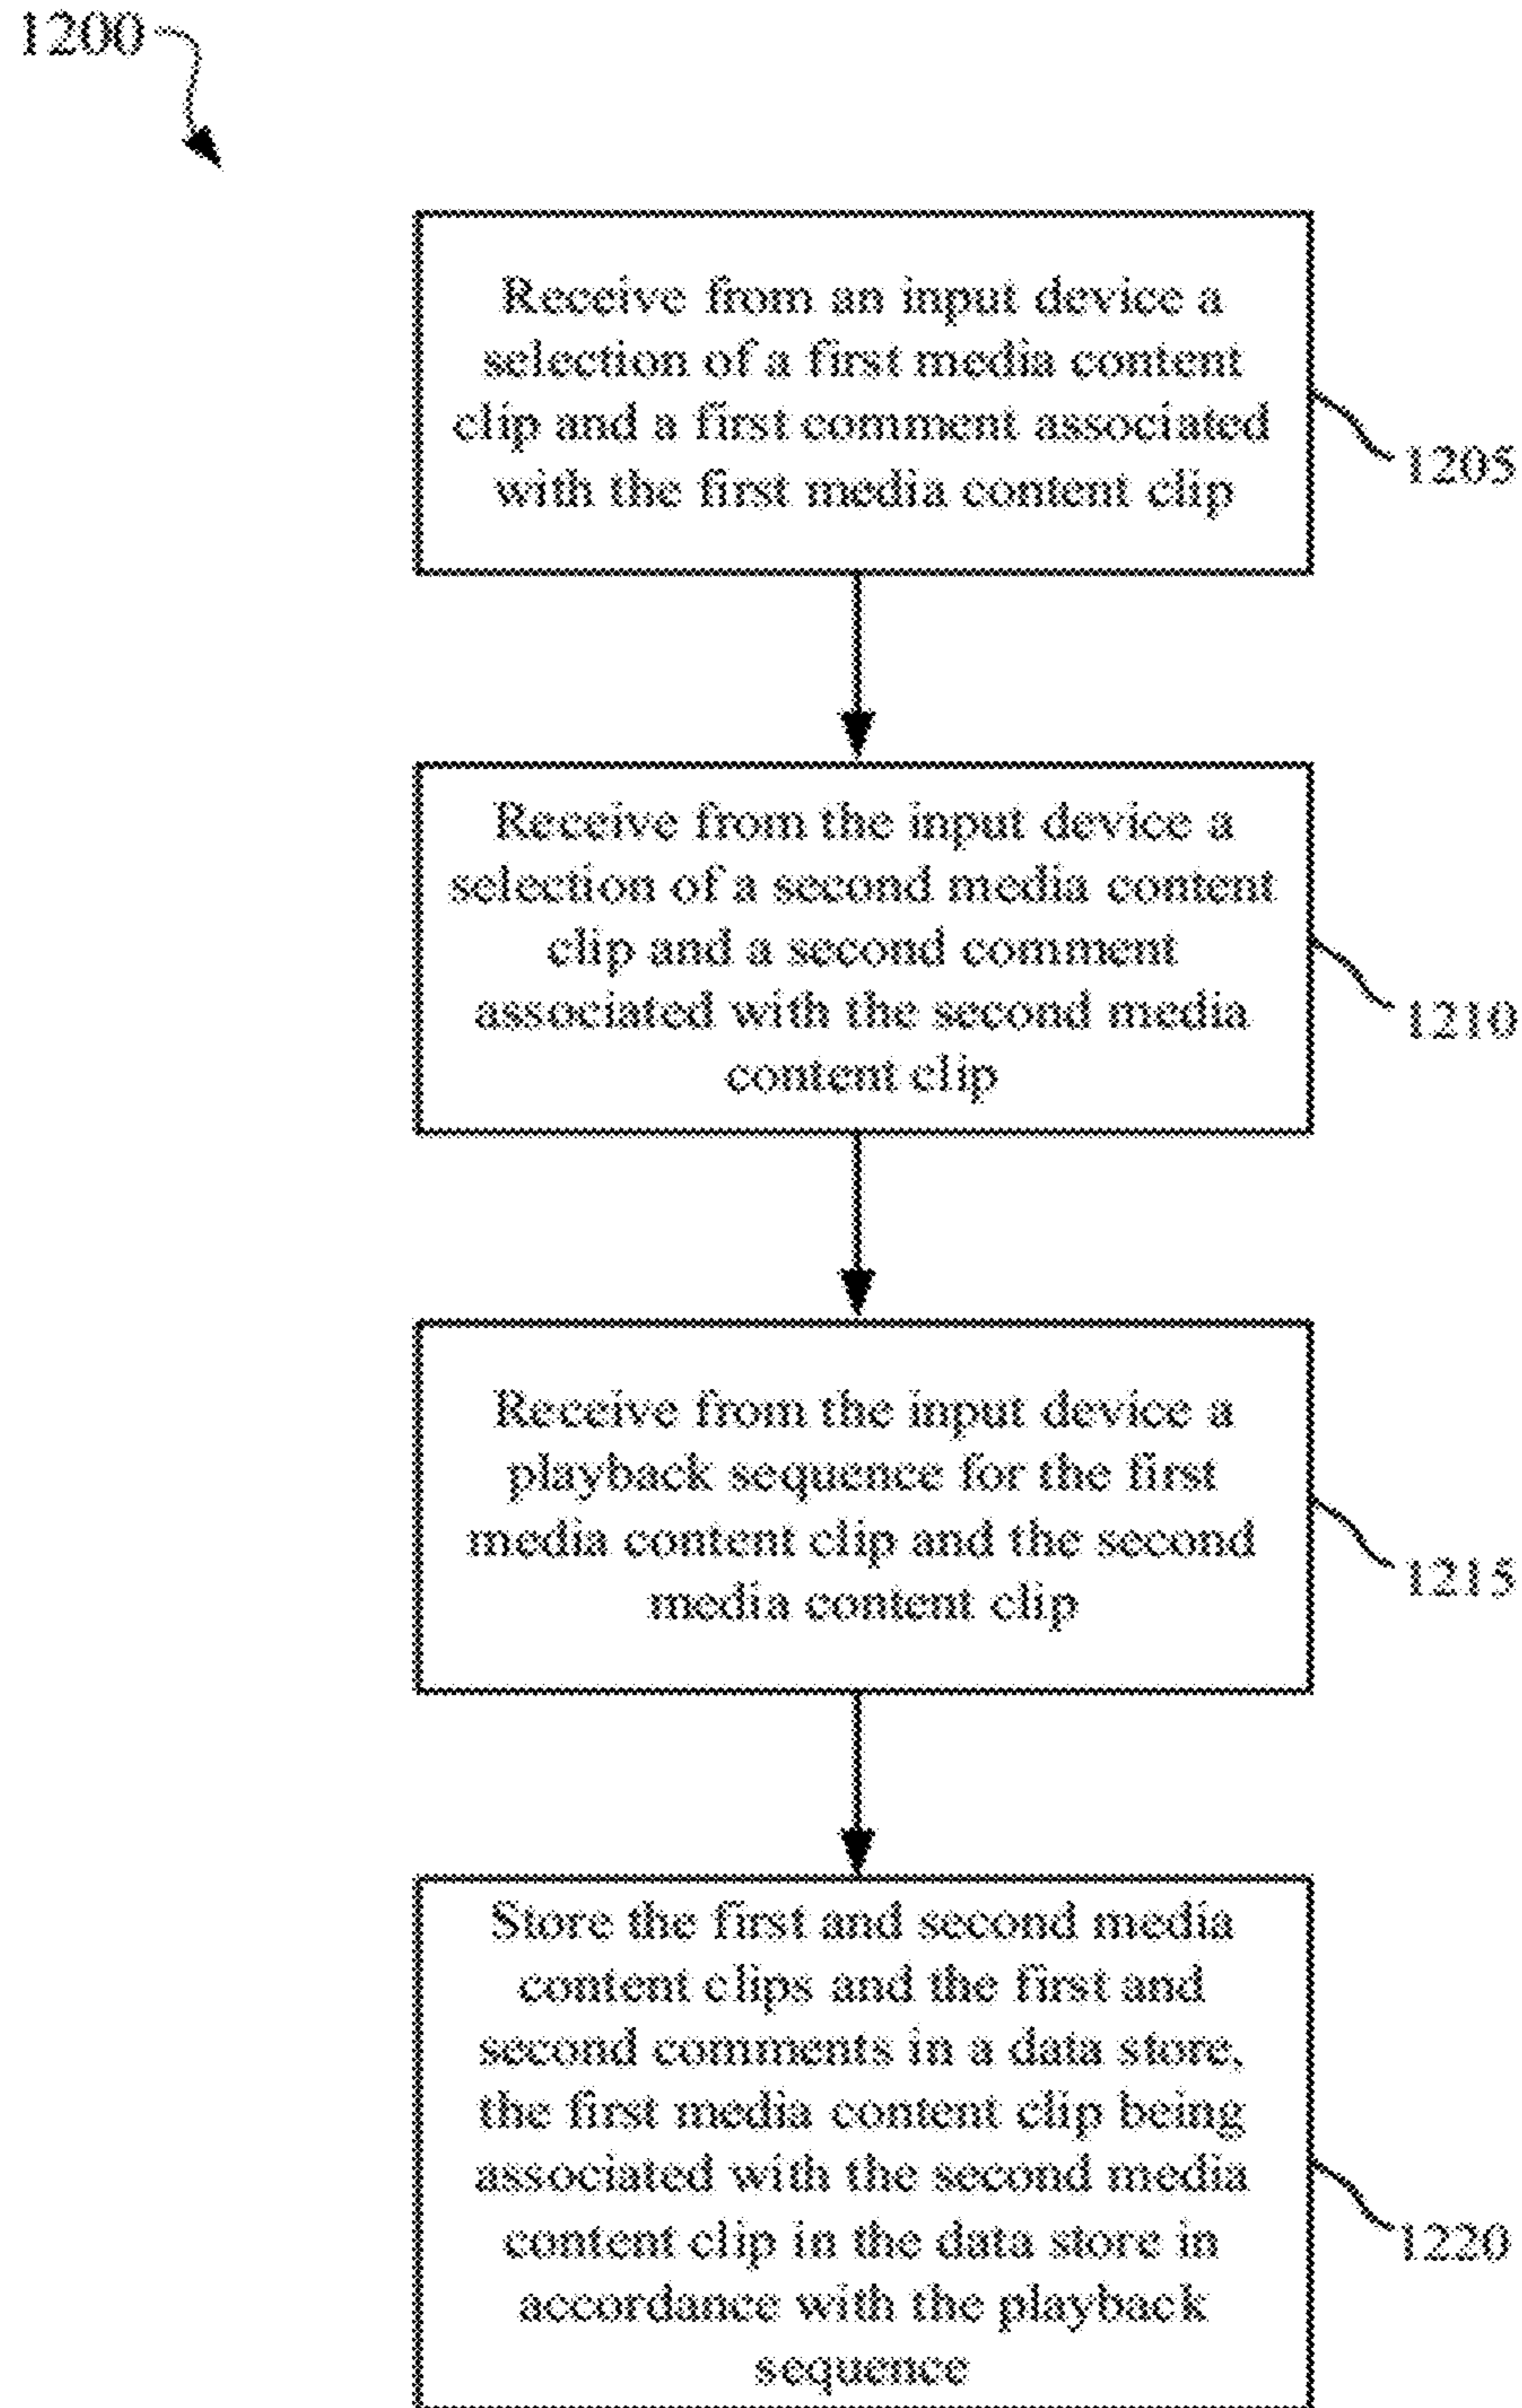 1200
Receive from an input device a
selection of a first media content
clip and a first comment associated
with the first media content clip
1205
Receive from the input device a
selection of a second media content
clip and a second comment
associated with the second media
content clip
1210
Receive from the input device a
playback sequence for the first
media content clip and the second
media content clip
1215
Store the first and second media
content clips and the first and
second comments in a data store,
the first media content clip being
associated with the second media
content clip in the data store in
accordance with the playback
sequence
1220